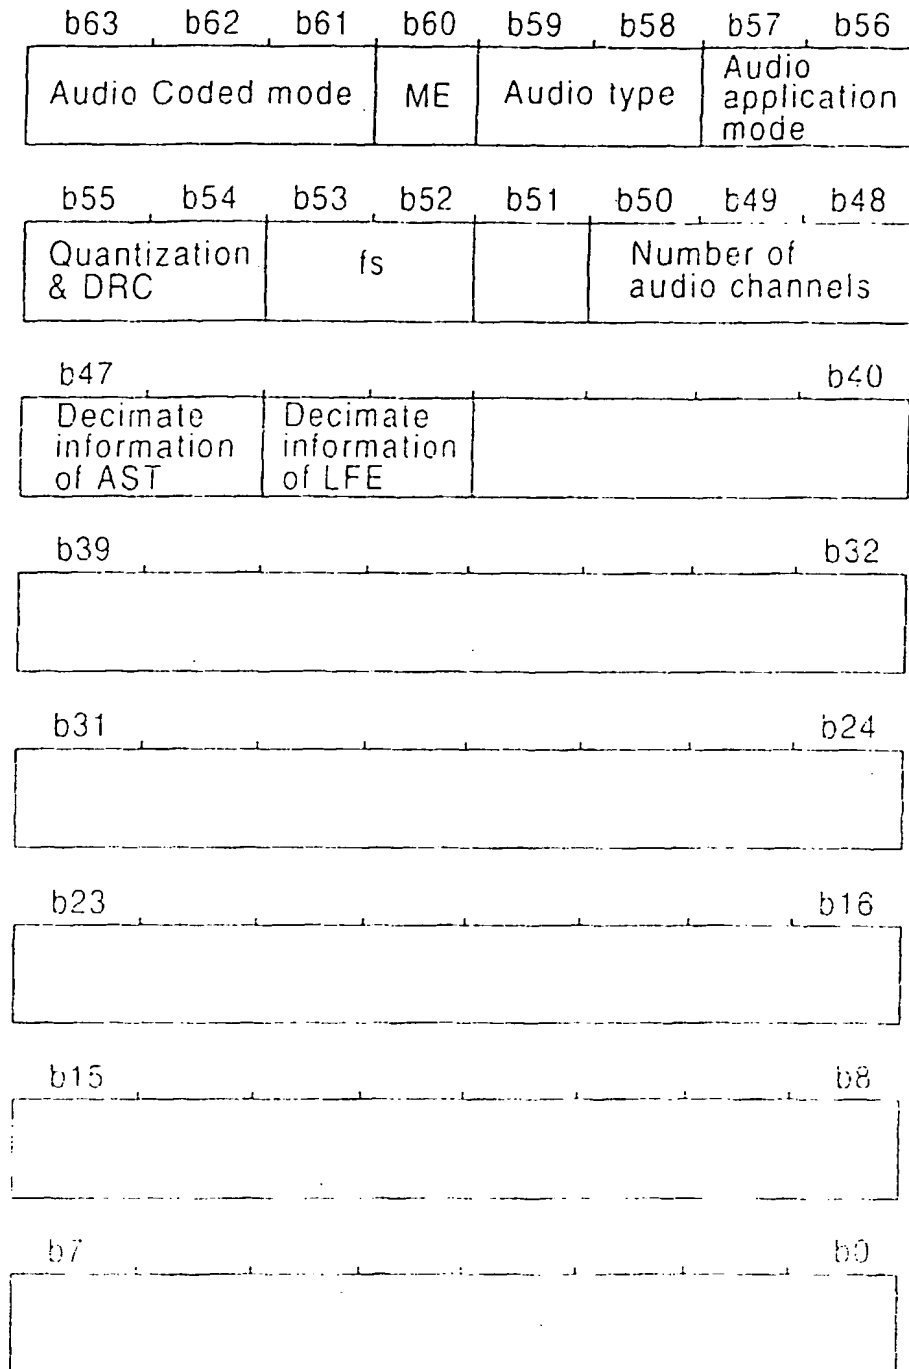 b63 b62 b61 b60 b59 b58 b57 b56
Audio Coded mode ME Audio type Audio
application
mode
b55 b54 b53 b52 b51 b50 b49 b48
Quantization fs Number of
& DRC audio channels
b47 b40
Decimate Decimate
information information
of AST of LFE
b39 b32
b31 b24
b23 b16
b15 b8
b7 b0